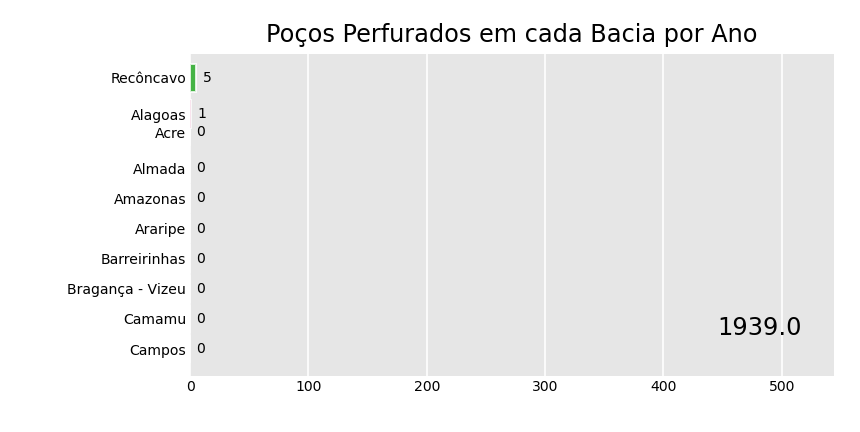 Poços Perfurados em cada Bacia por Ano
Recôncavo 5
Alagoas 1
Acre 0
Almada 0
Amazonas 0
Araripe 0
Barreirinhas 0
Bragança - Vizeu 0
Camamu 0
1939.0
Campos 0
0 100 200 300 400 500